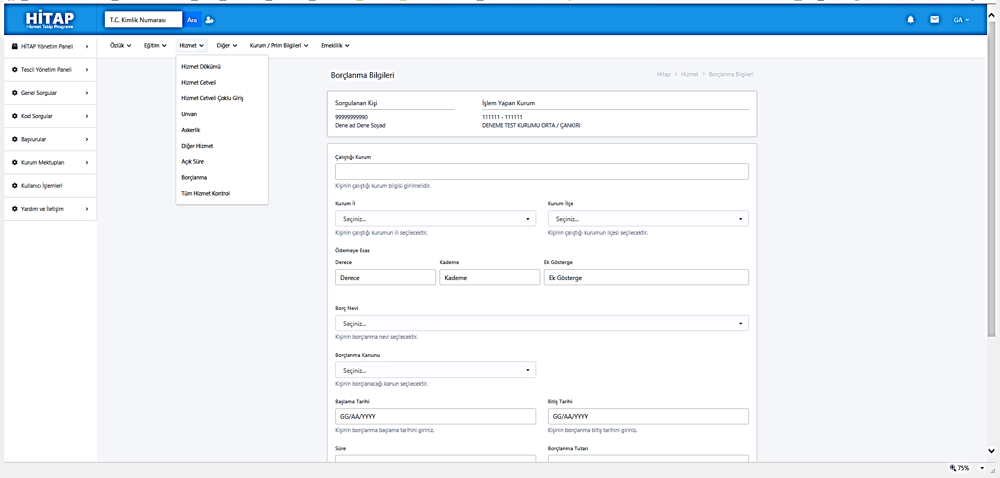 HiTAP
Hizmet Takip Programı
T.C. Kimlik Numarası
Ara
GA
HİTAP Yönetim Paneli
Tescil Yönetim Paneli
Genel Sorgular
Kod Sorgular
Başvurular
Kurum Mektupları
Kullanıcı İşlemleri
Yardım ve İletişim
Özlük
Eğitim
Hizmet
Diğer
Kurum / Prim Bilgileri
Emeklilik
Hizmet Dökümü
Hizmet Cetveli
Hizmet Cetveli Çoklu Giriş
Unvan
Askerlik
Diğer Hizmet
Açık Süre
Borçlanma
Tüm Hizmet Kontrol
Borçlanma Bilgileri
Hitap > Hizmet > Borçlanma Bilgileri
Sorgulanan Kişi
99999999990
Dene ad Dene Soyad
İşlem Yapan Kurum
111111 - 111111
DENEME TEST KURUMU ORTA / ÇANKIRI
Çalıştığı Kurum
Kişinin çalıştığı kurum bilgisi girilmelidir.
Kurum İl
Seçiniz...
Kişinin çalıştığı kurumun ili seçilecektir.
Kurum İlçe
Seçiniz...
Kişinin çalıştığı kurumun ilçesi seçilecektir.
Ödemeye Esas
Derece
Derece
Kademe
Kademe
Ek Gösterge
Ek Gösterge
Borç Nevi
Seçiniz...
Kişinin borçlanma nevi seçilecektir.
Borçlanma Kanunu
Seçiniz...
Kişinin borçlanacağı kanun seçilecektir.
Başlama Tarihi
GG/AA/YYYY
Kişinin borçlanma başlama tarihini giriniz.
Bitiş Tarihi
GG/AA/YYYY
Kişinin borçlanma bitiş tarihini giriniz.
Süre
Borçlanma Tutarı
75%